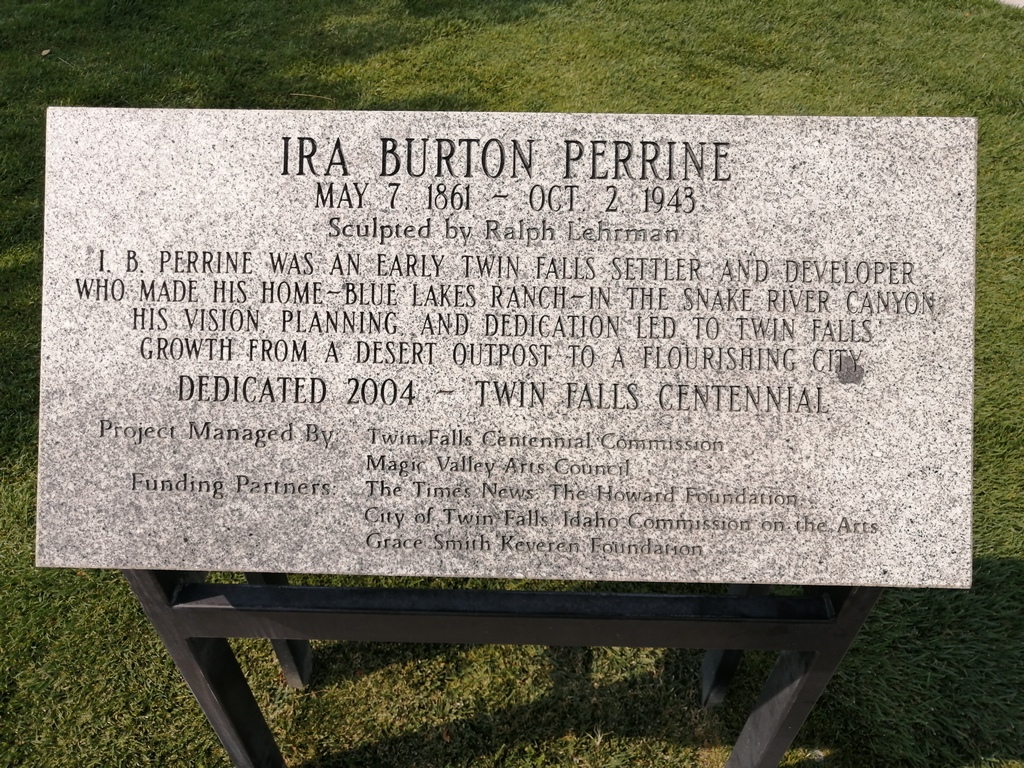 IRA BURTON PERRINE
MAY 7 1861 - OCT. 2 1943
Sculpted by Ralph Lehrman
I. B. PERRINE WAS AN EARLY TWIN FALLS SETTLER AND DEVELOPER
WHO MADE HIS HOME-BLUE LAKES RANCH-IN THE SNAKE RIVER CANYON.
HIS VISION, PLANNING, AND DEDICATION LED TO TWIN FALLS'
GROWTH FROM A DESERT OUTPOST TO A FLOURISHING CITY.
DEDICATED 2004 - TWIN FALLS CENTENNIAL
Project Managed By: Twin Falls Centennial Commission
Magic Valley Arts Council
Funding Partners: The Times News, The Howard Foundation,
City of Twin Falls, Idaho Commission on the Arts,
Grace Smith Keveren Foundation